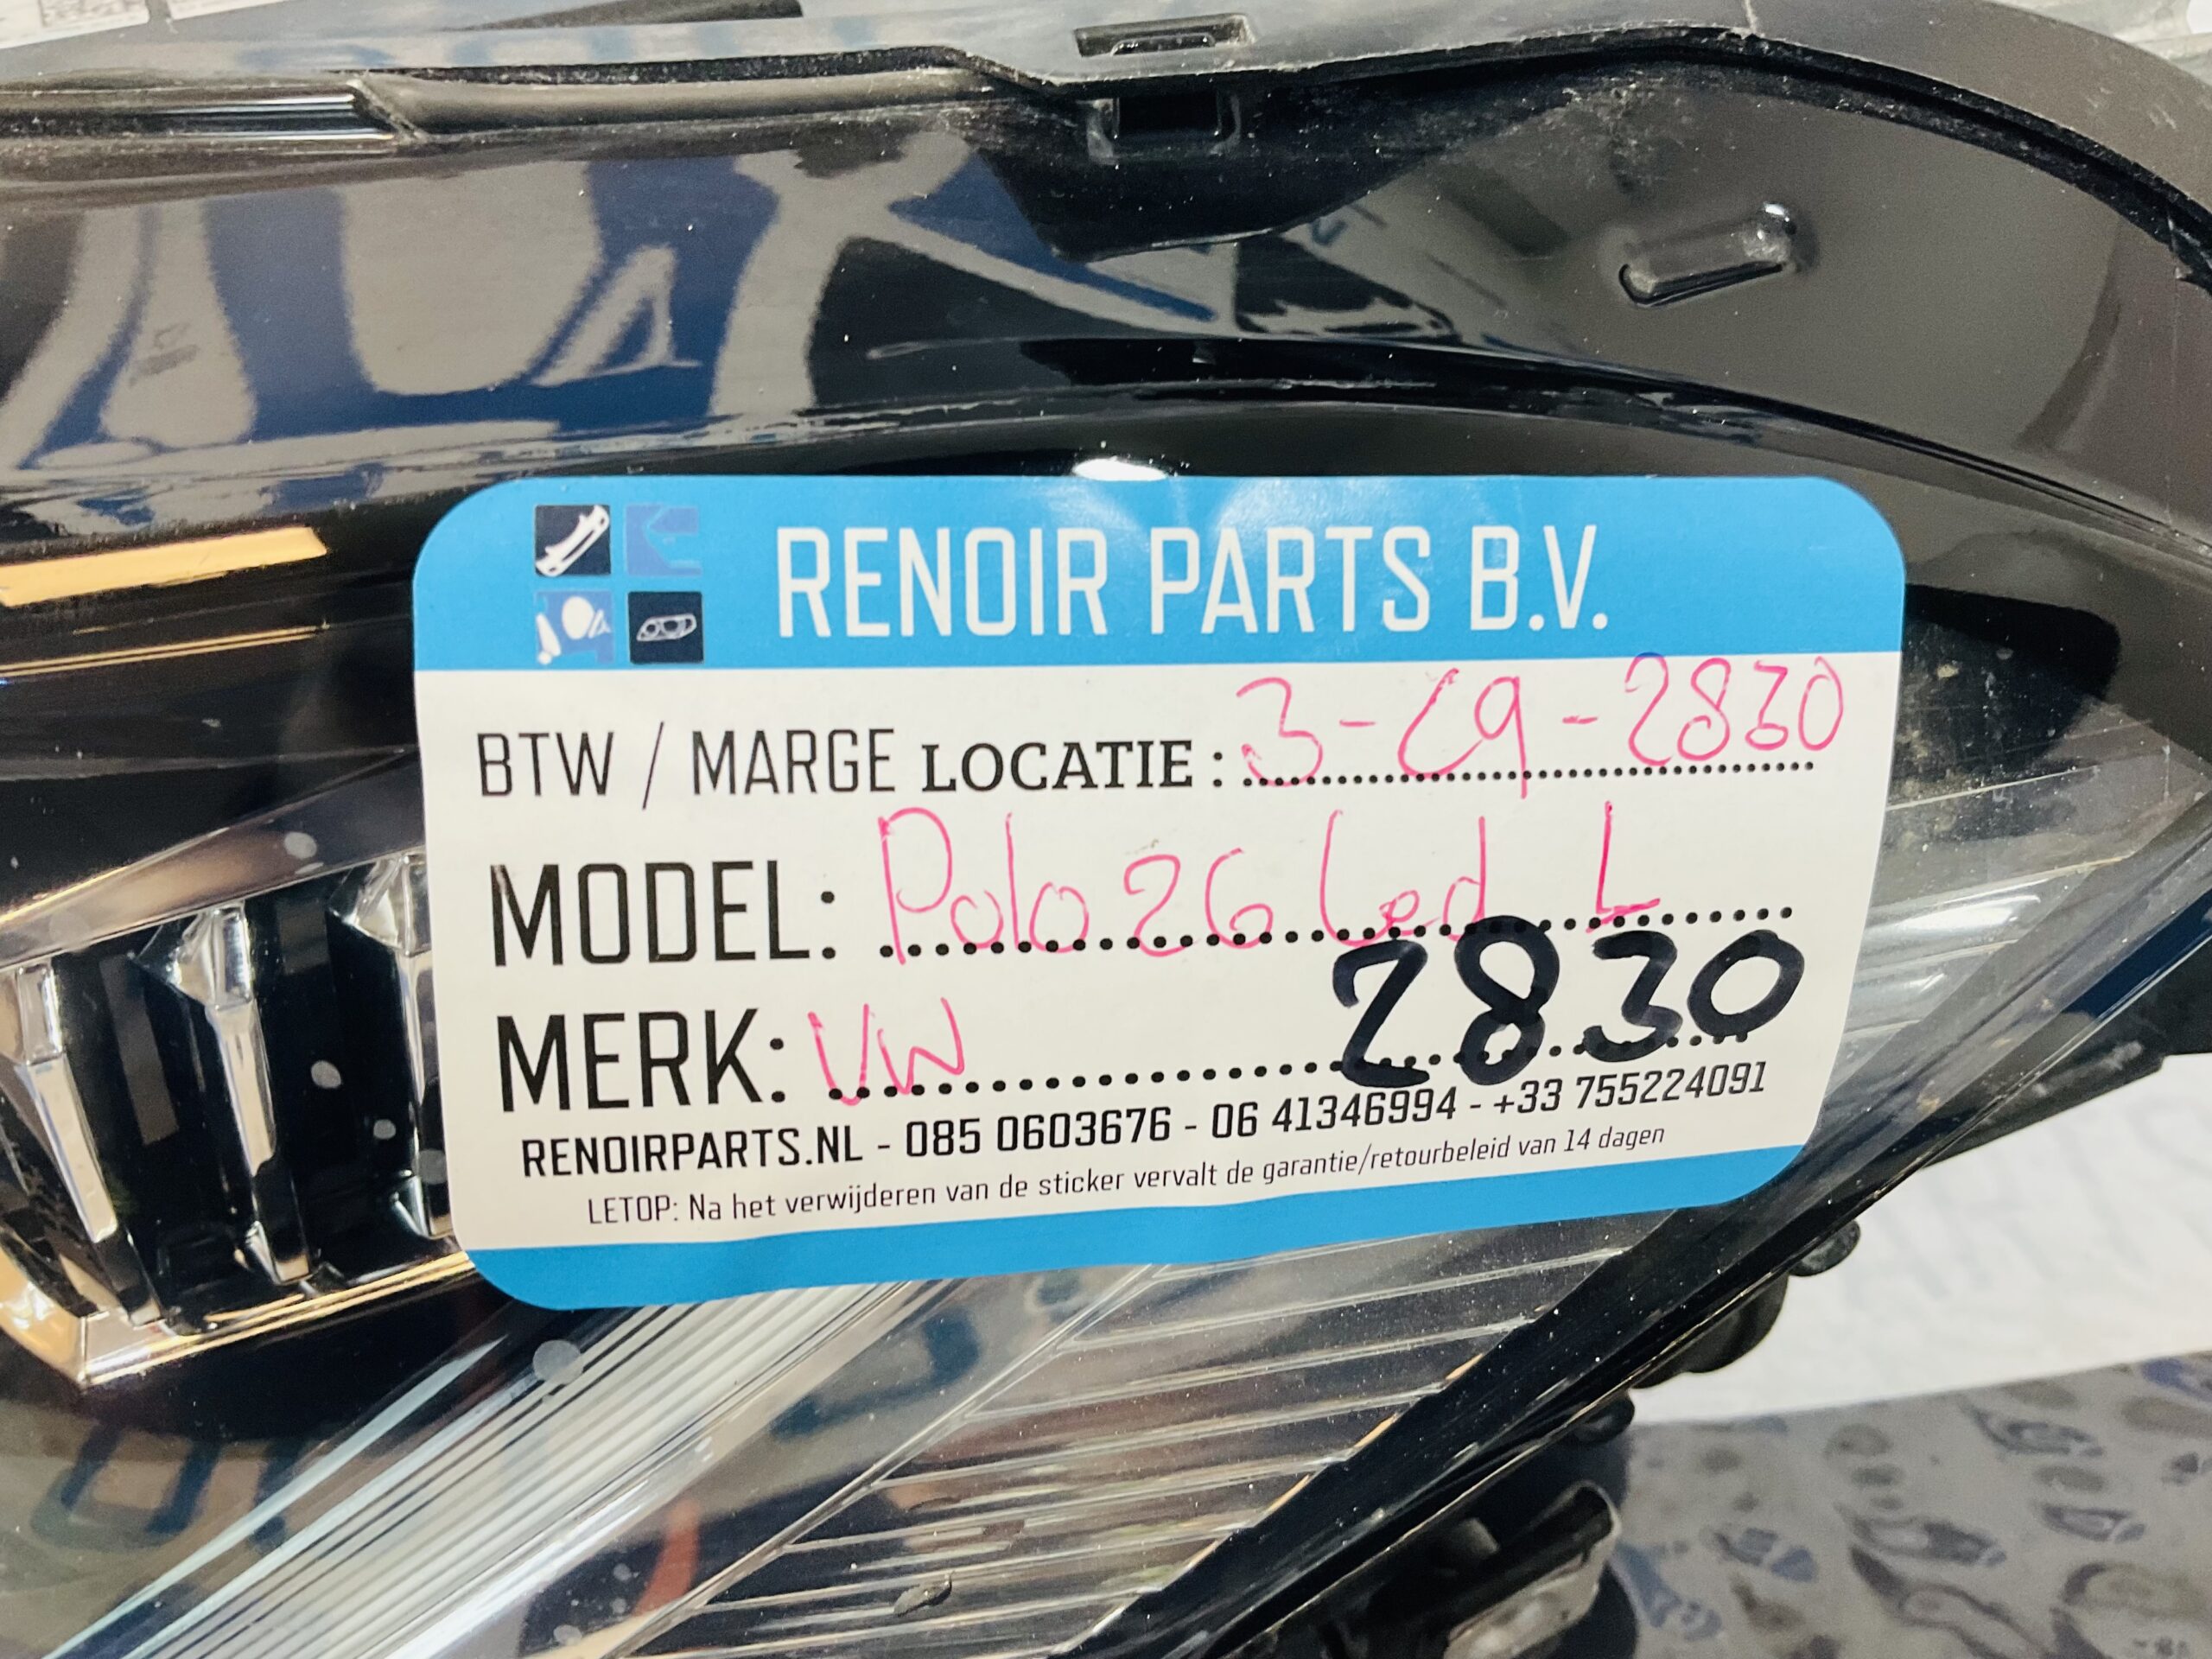 RENOIR PARTS B.V.
BTW / MARGE LOCATIE : 3-C9-2830
MODEL: Polo 2G led L
2830
MERK: VW
RENOIRPARTS.NL - 085 0603676 - 06 41346994 - +33 755224091
LETOP: Na het verwijderen van de sticker vervalt de garantie/retourbeleid van 14 dagen